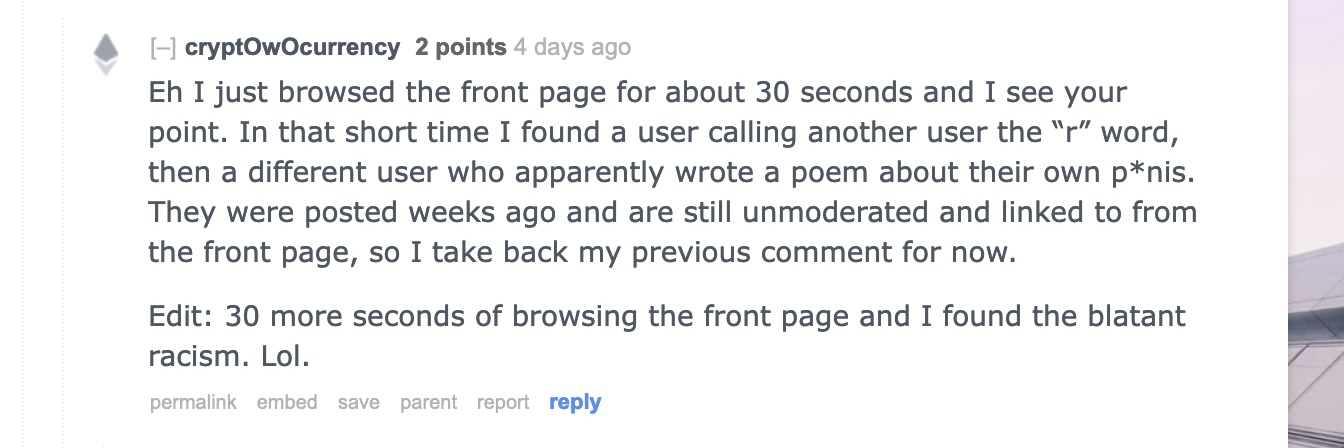 [–] cryptOwOcurrency 2 points 4 days ago
Eh I just browsed the front page for about 30 seconds and I see your
point. In that short time I found a user calling another user the “r” word,
then a different user who apparently wrote a poem about their own p*nis.
They were posted weeks ago and are still unmoderated and linked to from
the front page, so I take back my previous comment for now.
Edit: 30 more seconds of browsing the front page and I found the blatant
racism. Lol.
permalink embed save parent report reply